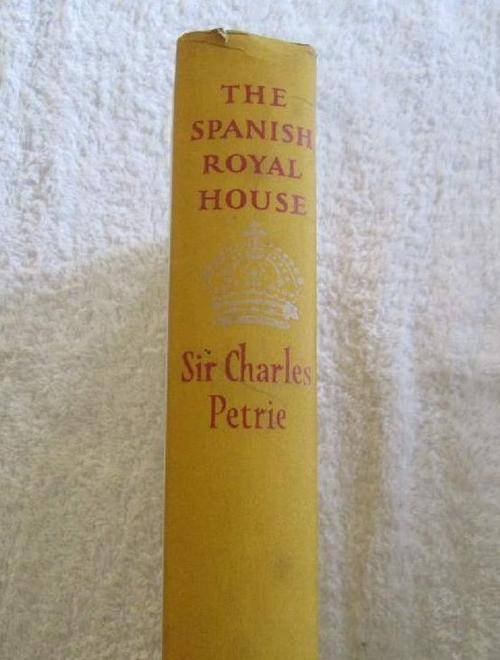 THE
SPANISH
ROYAL
HOUSE
Sir Charles
Petrie